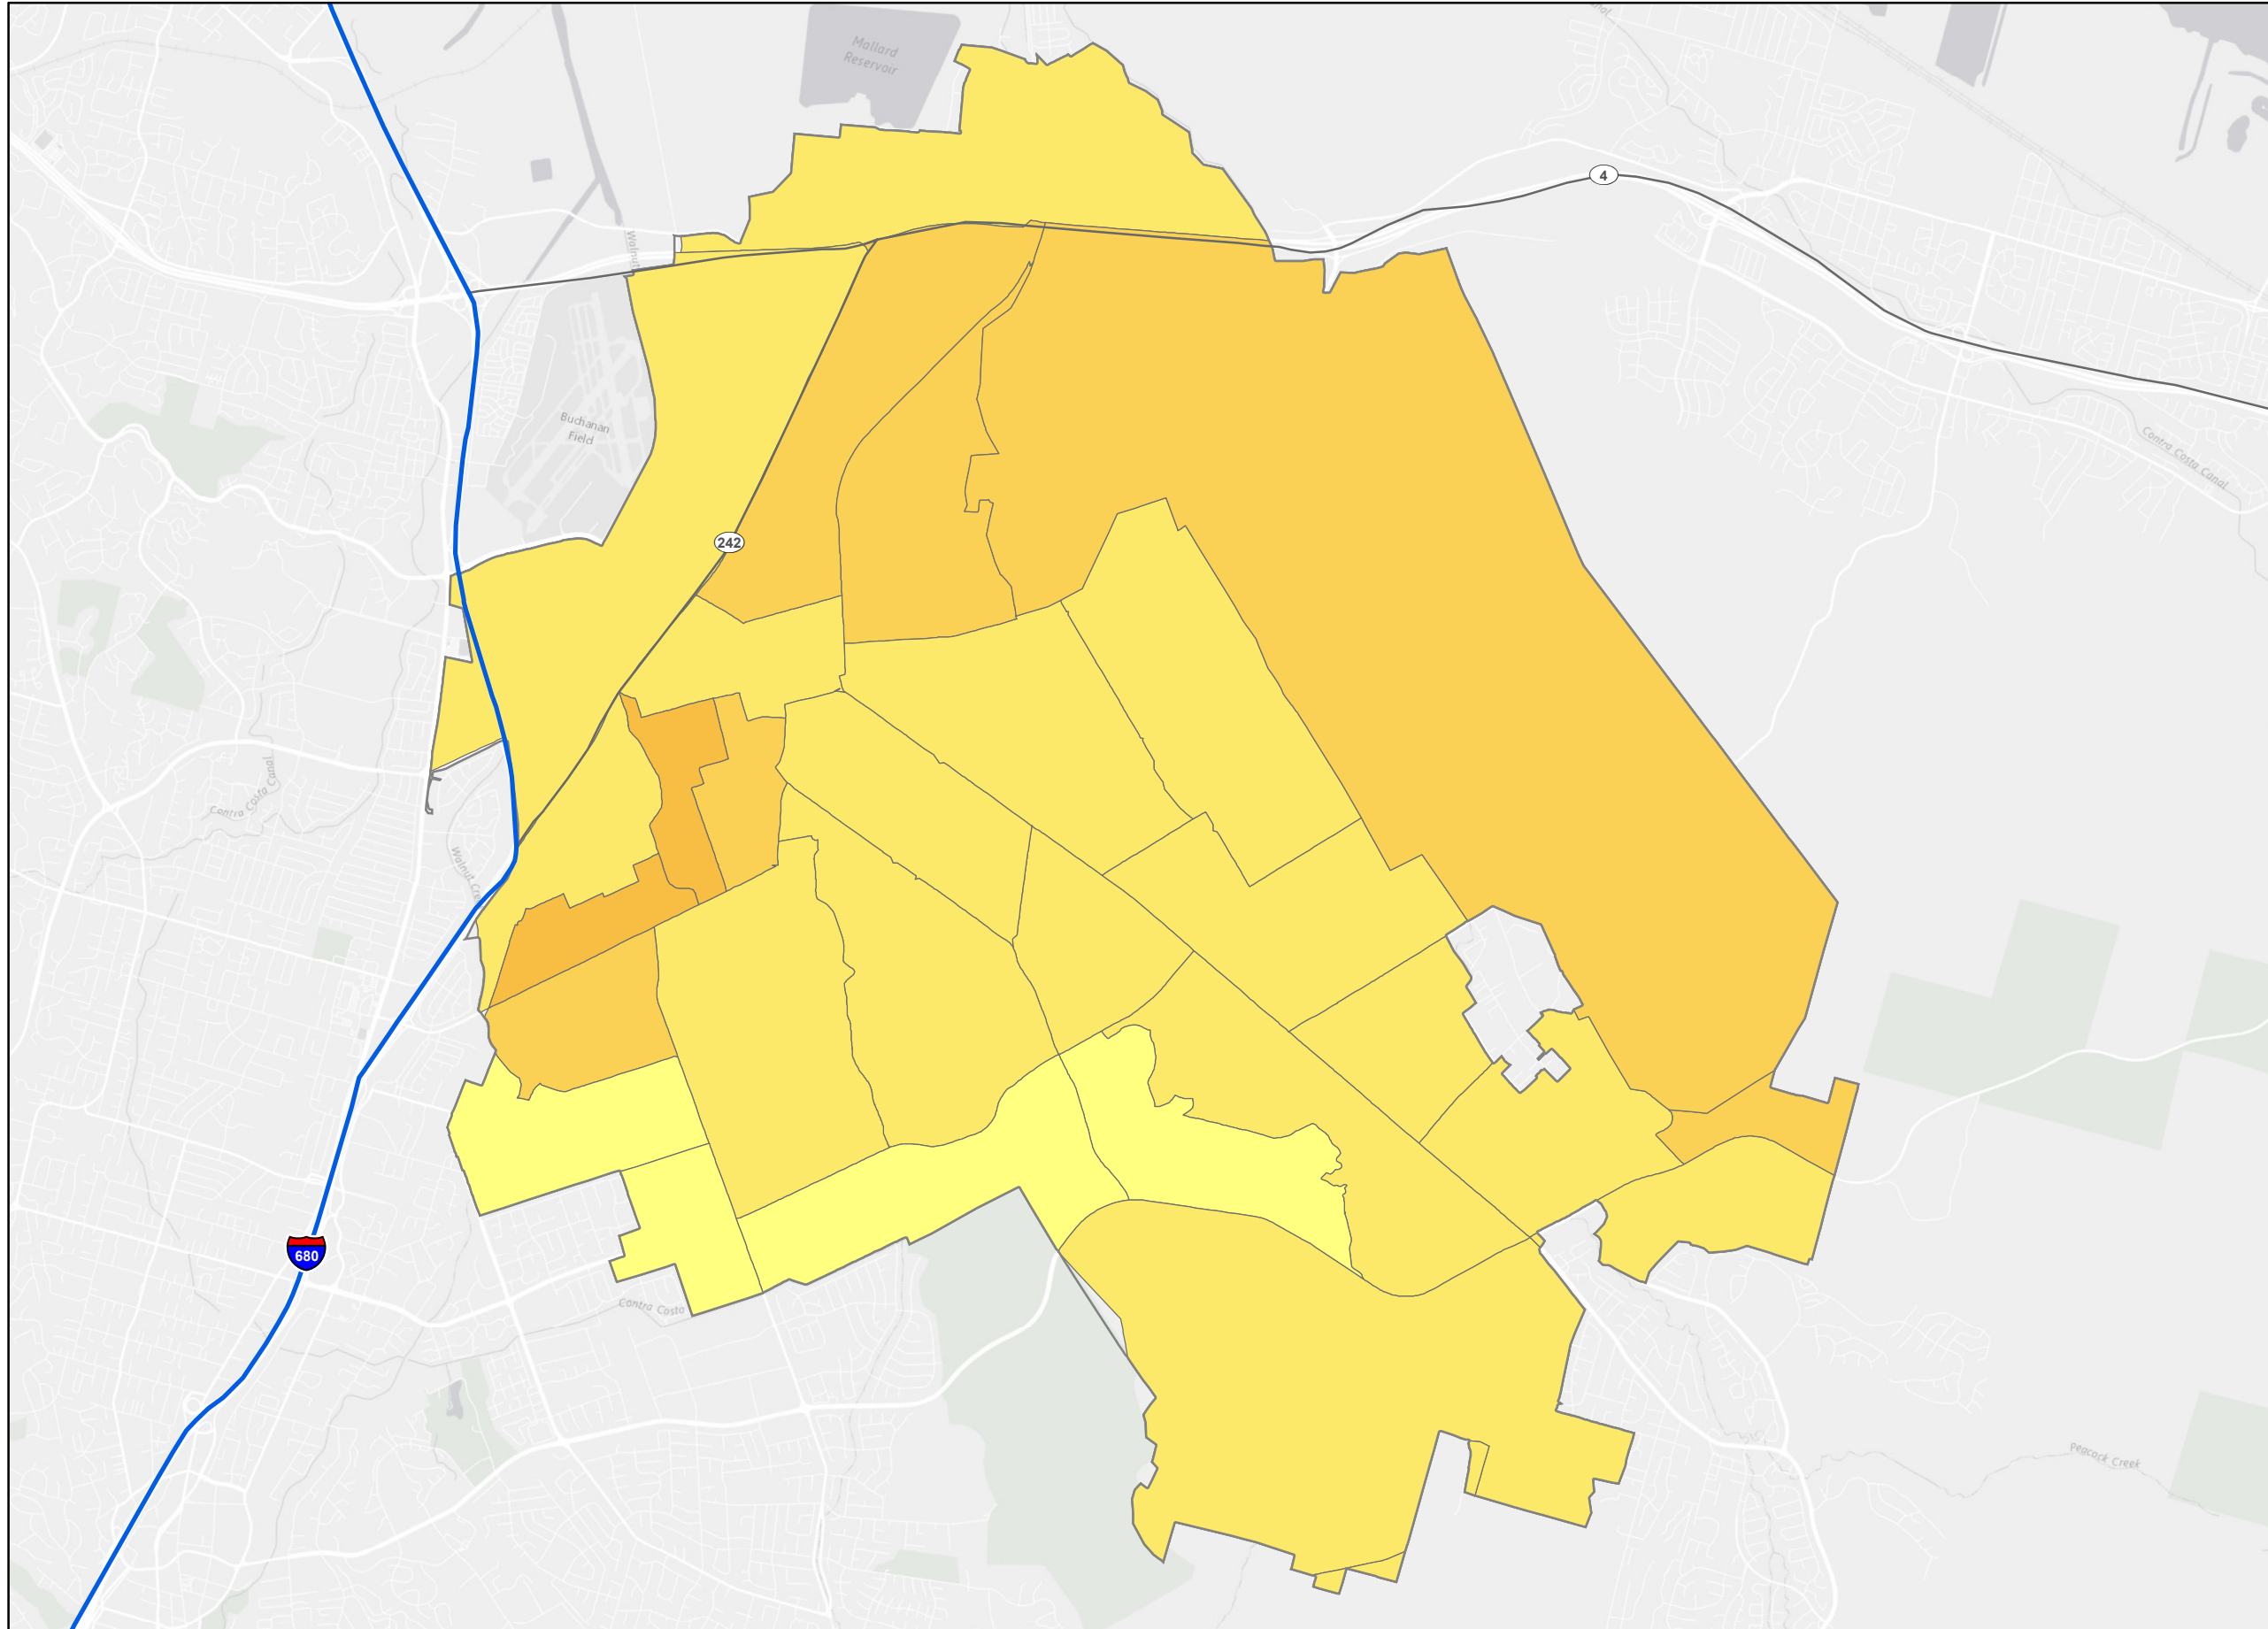 Mallard
Reservoir
4
Walnut
Buchanan
Field
Contra Costa Canal
242
Contra Costa Canal
Walnut Cre
680
Contra Costa
Peacock Creek